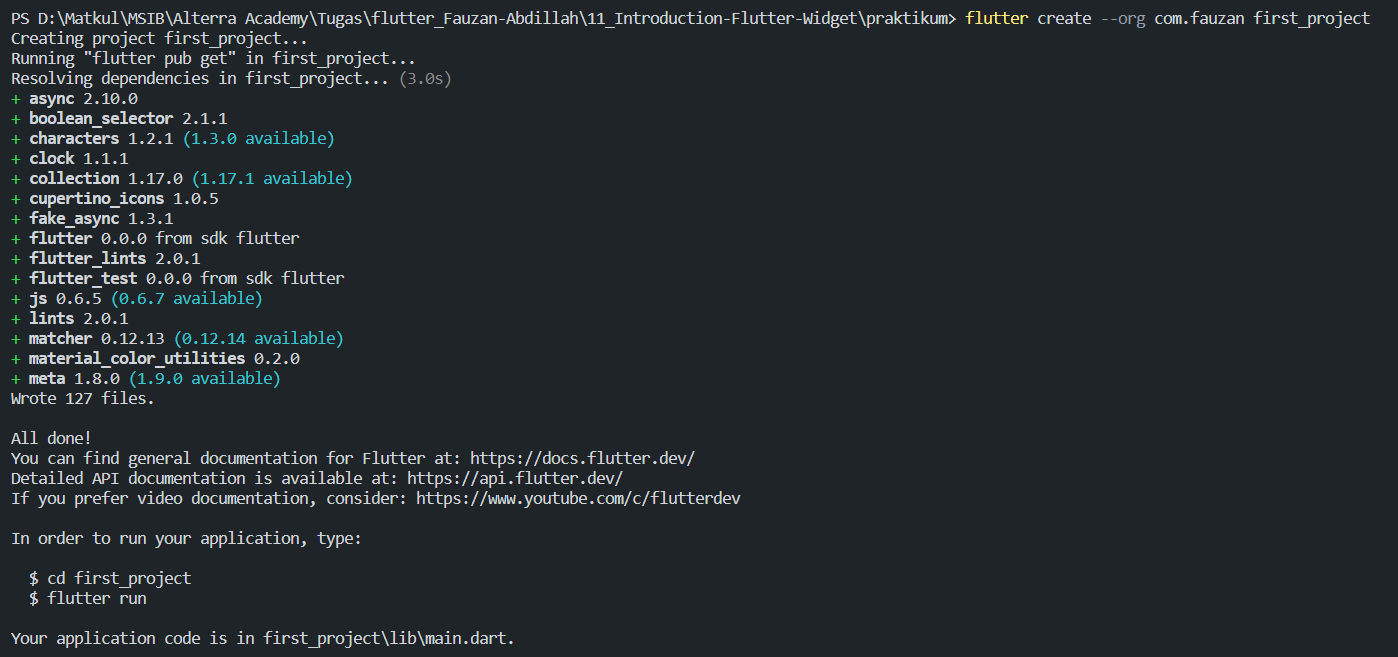 PS D:\Matkul\MSIB\Alterra Academy\Tugas\flutter_Fauzan-Abdillah\11_Introduction-Flutter-Widget\praktikum> flutter create --org com.fauzan first_project
Creating project first_project...
Running "flutter pub get" in first_project...
Resolving dependencies in first_project... (3.0s)
+ async 2.10.0
+ boolean_selector 2.1.1
+ characters 1.2.1 (1.3.0 available)
+ clock 1.1.1
+ collection 1.17.0 (1.17.1 available)
+ cupertino_icons 1.0.5
+ fake_async 1.3.1
+ flutter 0.0.0 from sdk flutter
+ flutter_lints 2.0.1
+ flutter_test 0.0.0 from sdk flutter
+ js 0.6.5 (0.6.7 available)
+ lints 2.0.1
+ matcher 0.12.13 (0.12.14 available)
+ material_color_utilities 0.2.0
+ meta 1.8.0 (1.9.0 available)
Wrote 127 files.

All done!
You can find general documentation for Flutter at: https://docs.flutter.dev/
Detailed API documentation is available at: https://api.flutter.dev/
If you prefer video documentation, consider: https://www.youtube.com/c/flutterdev

In order to run your application, type:

  $ cd first_project
  $ flutter run

Your application code is in first_project\lib\main.dart.